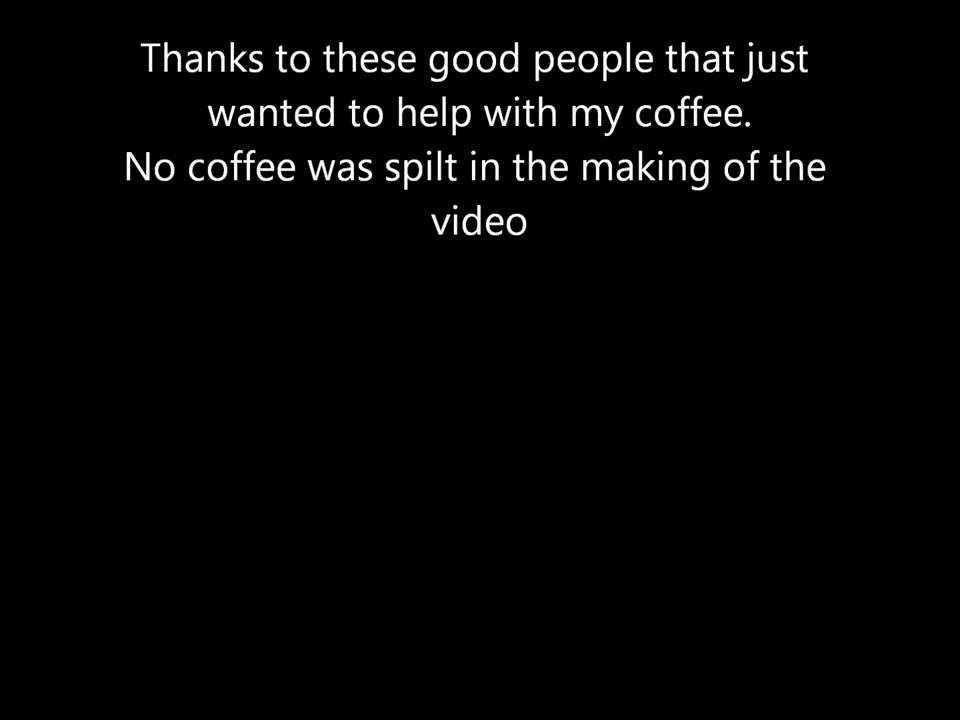 Thanks to these good people that just
wanted to help with my coffee.
No coffee was spilt in the making of the
video